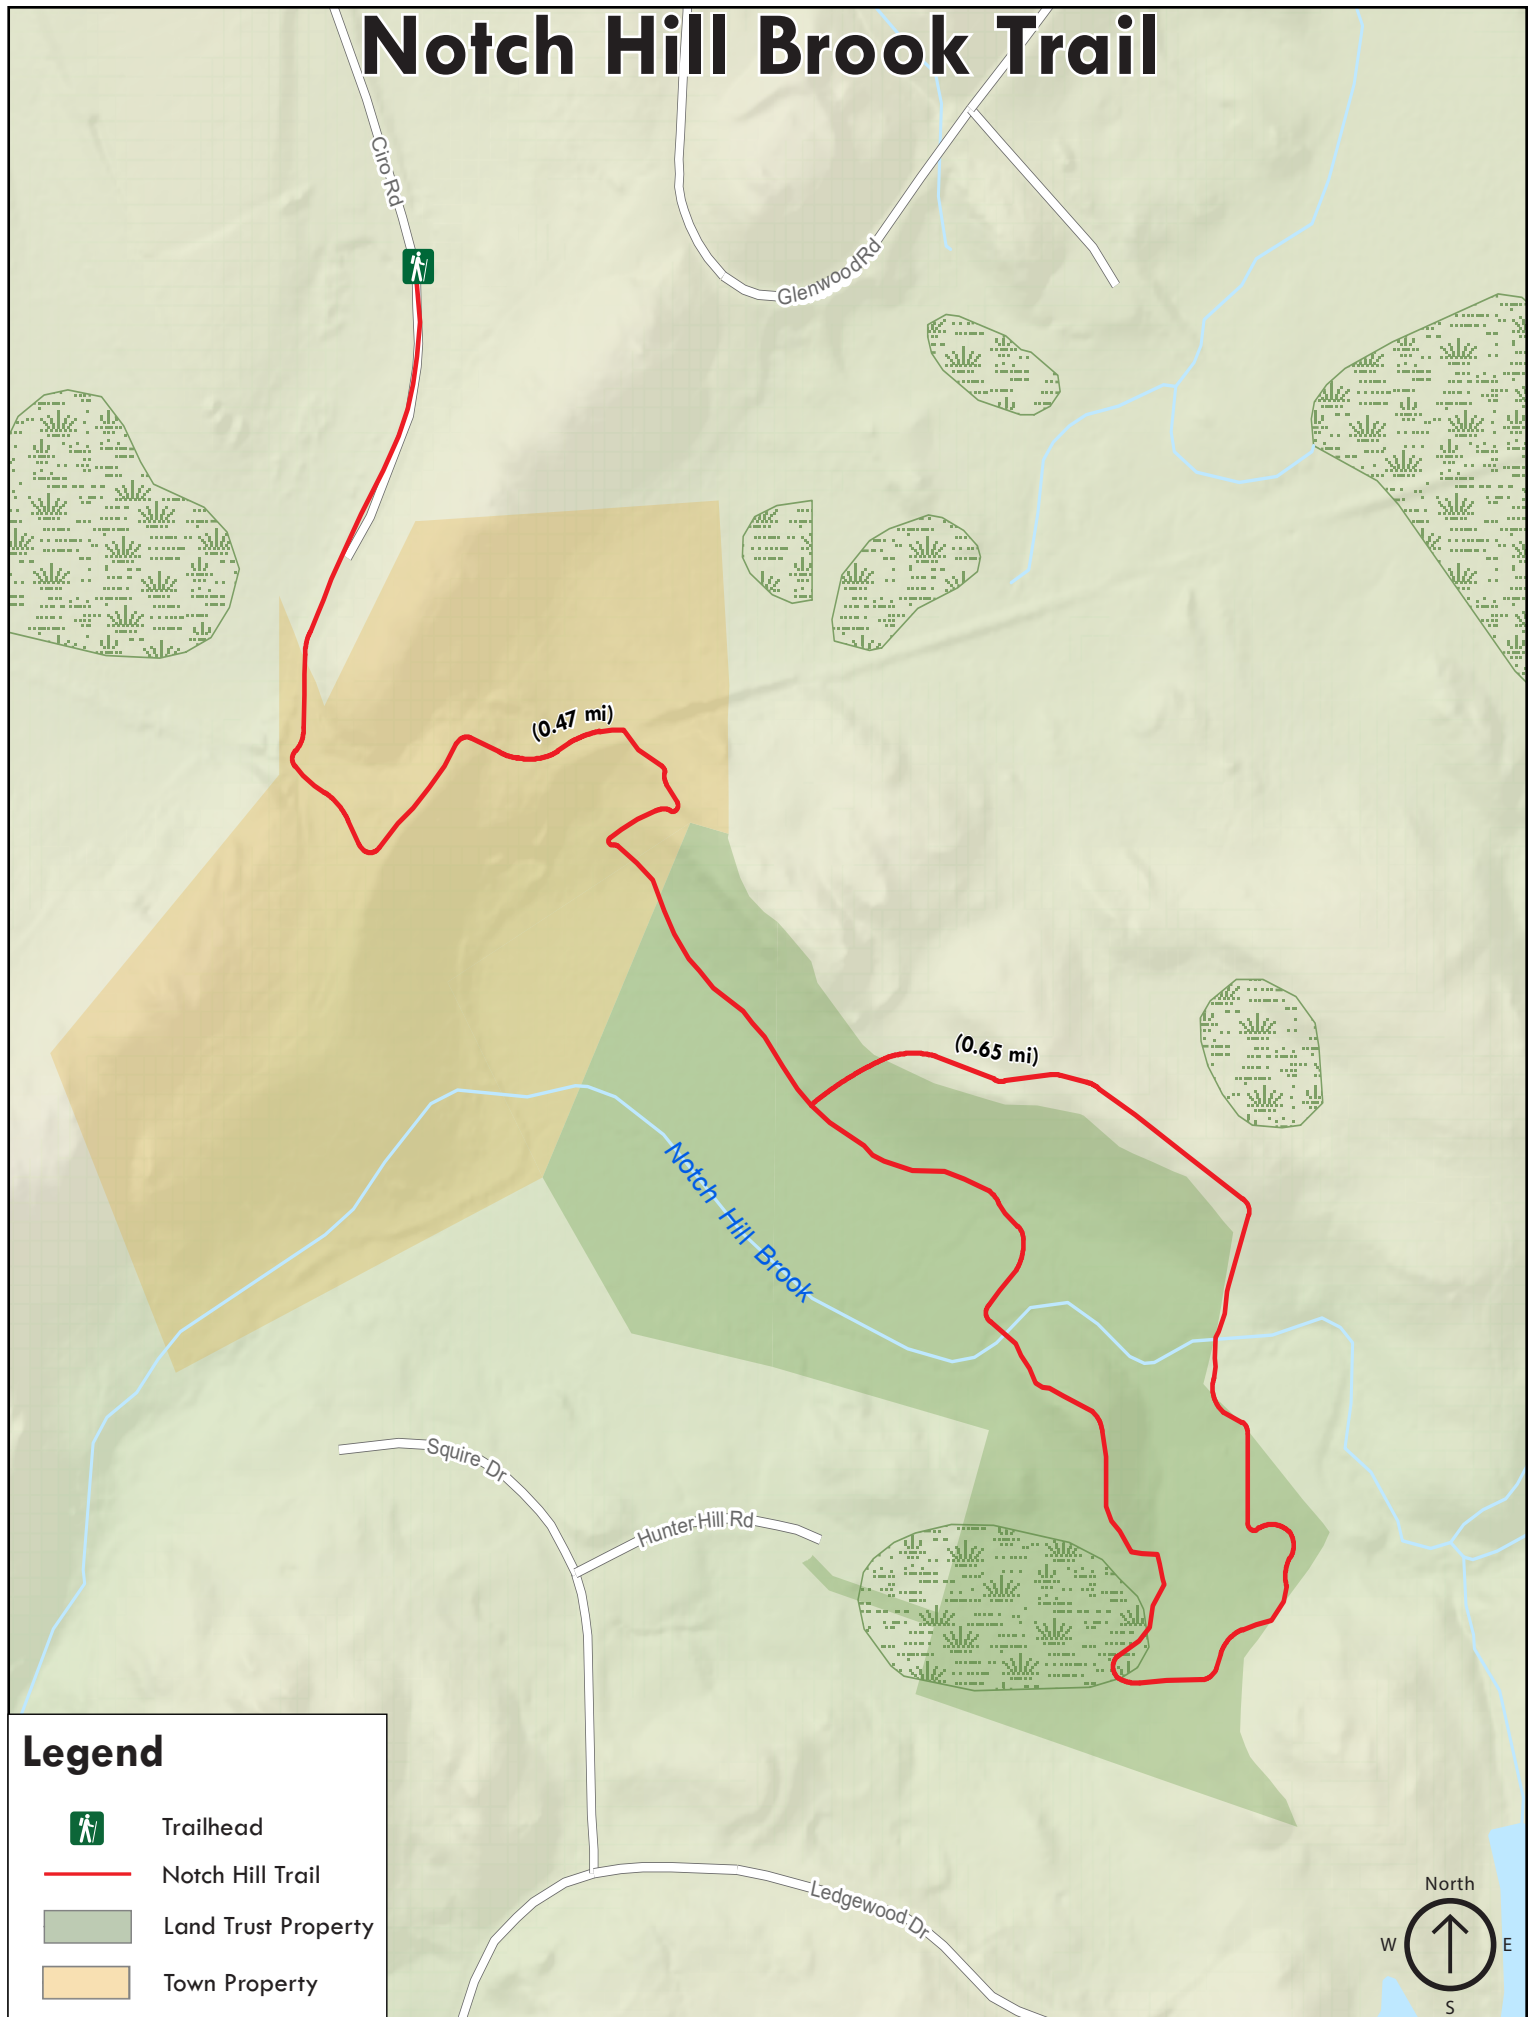 Notch Hill Brook Trail
Ciro Rd
Glenwood Rd
(0.47 mi)
(0.65 mi)
Notch Hill Brook
Squire Dr
Hunter Hill Rd
Ledgewood Dr
Legend
Trailhead
Notch Hill Trail
Land Trust Property
Town Property
North
W
E
S